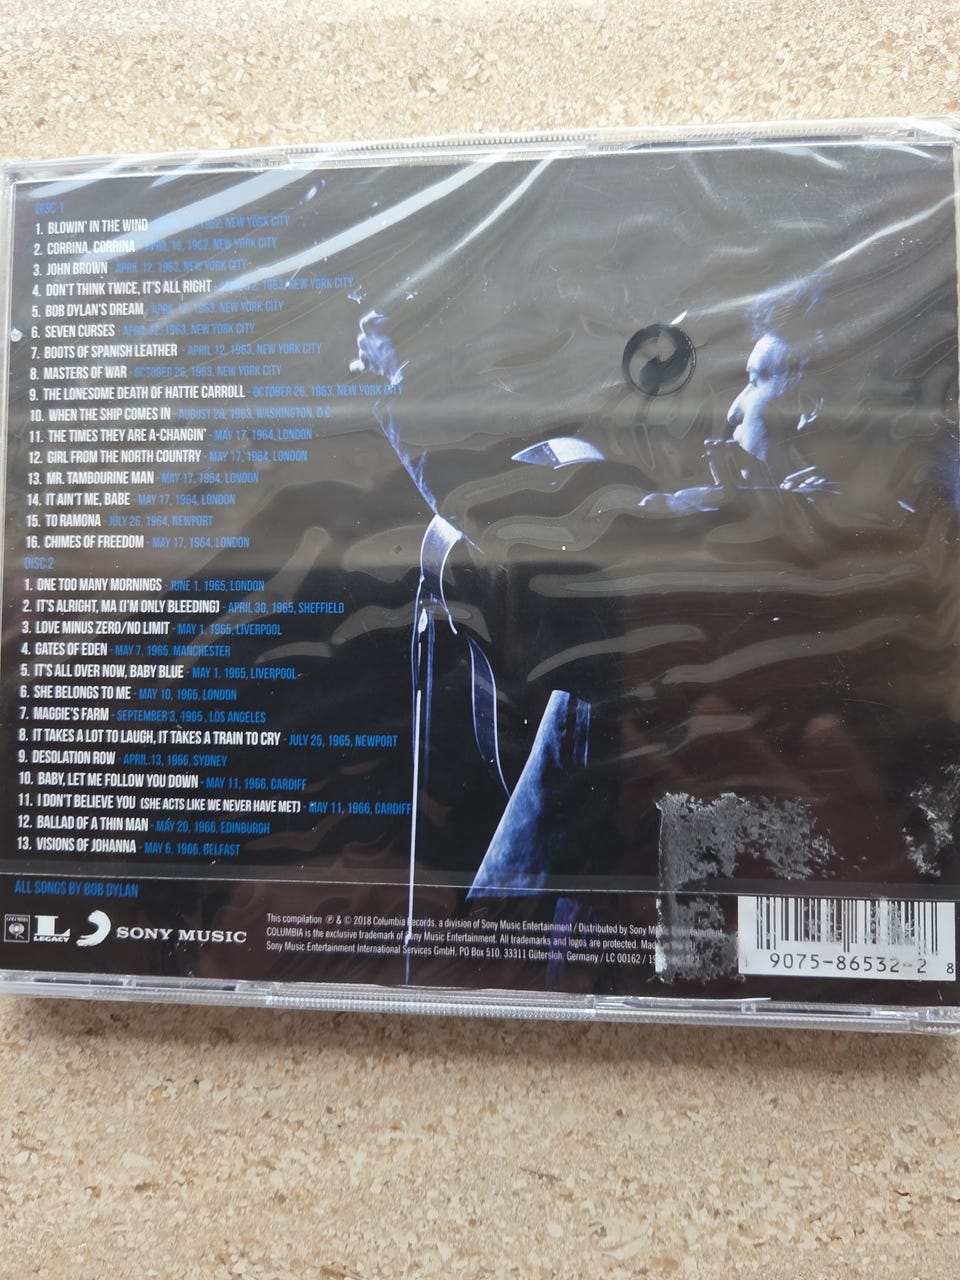 DISC 1
1. BLOWIN' IN THE WIND 1962, NEW YORK CITY
2. CORRINA, CORRINA APRIL 16, 1962, NEW YORK CITY
3. JOHN BROWN - APRIL 12, 1963, NEW YORK CITY
4. DON'T THINK TWICE, IT'S ALL RIGHT - APRIL 12, 1963, NEW YORK CITY
5. BOB DYLAN'S DREAM - APRIL 12, 1963, NEW YORK CITY
6. SEVEN CURSES - APRIL 12, 1963, NEW YORK CITY
7. BOOTS OF SPANISH LEATHER - APRIL 12, 1963, NEW YORK CITY
8. MASTERS OF WAR - OCTOBER 26, 1963, NEW YORK CITY
9. THE LONESOME DEATH OF HATTIE CARROLL - OCTOBER 26, 1963, NEW YORK CITY
10. WHEN THE SHIP COMES IN - AUGUST 28, 1963, WASHINGTON, D.C.
11. THE TIMES THEY ARE A-CHANGIN' - MAY 17, 1964, LONDON
12. GIRL FROM THE NORTH COUNTRY - MAY 17, 1964, LONDON
13. MR. TAMBOURINE MAN - MAY 17, 1964, LONDON
14. IT AIN'T ME, BABE - MAY 17, 1964, LONDON
15. TO RAMONA - JULY 26, 1964, NEWPORT
16. CHIMES OF FREEDOM - MAY 17, 1964, LONDON
DISC 2
1. ONE TOO MANY MORNINGS - JUNE 1, 1965, LONDON
2. IT'S ALRIGHT, MA (I'M ONLY BLEEDING) - APRIL 30, 1965, SHEFFIELD
3. LOVE MINUS ZERO/NO LIMIT - MAY 1, 1965, LIVERPOOL
4. GATES OF EDEN - MAY 7, 1965, MANCHESTER
5. IT'S ALL OVER NOW, BABY BLUE - MAY 1, 1965, LIVERPOOL
6. SHE BELONGS TO ME - MAY 10, 1965, LONDON
7. MAGGIE'S FARM - SEPTEMBER 3, 1965 , LOS ANGELES
8. IT TAKES A LOT TO LAUGH, IT TAKES A TRAIN TO CRY - JULY 25, 1965, NEWPORT
9. DESOLATION ROW - APRIL 13, 1966, SYDNEY
10. BABY, LET ME FOLLOW YOU DOWN - MAY 11, 1966, CARDIFF
11. I DON'T BELIEVE YOU (SHE ACTS LIKE WE NEVER HAVE MET) - MAY 11, 1966, CARDIFF
12. BALLAD OF A THIN MAN - MAY 20, 1966, EDINBURGH
13. VISIONS OF JOHANNA - MAY 6, 1966, BELFAST
ALL SONGS BY BOB DYLAN
L LEGACY
SONY MUSIC
This compilation ℗ & © 2018 Columbia Records, a division of Sony Music Entertainment / Distributed by Sony
COLUMBIA is the exclusive trademark of Sony Music Entertainment. All trademarks and logos are protected. Made
Sony Music Entertainment International Services GmbH, PO Box 510, 33311 Gütersloh, Germany / LC 00162 /
9075-86532-2 8